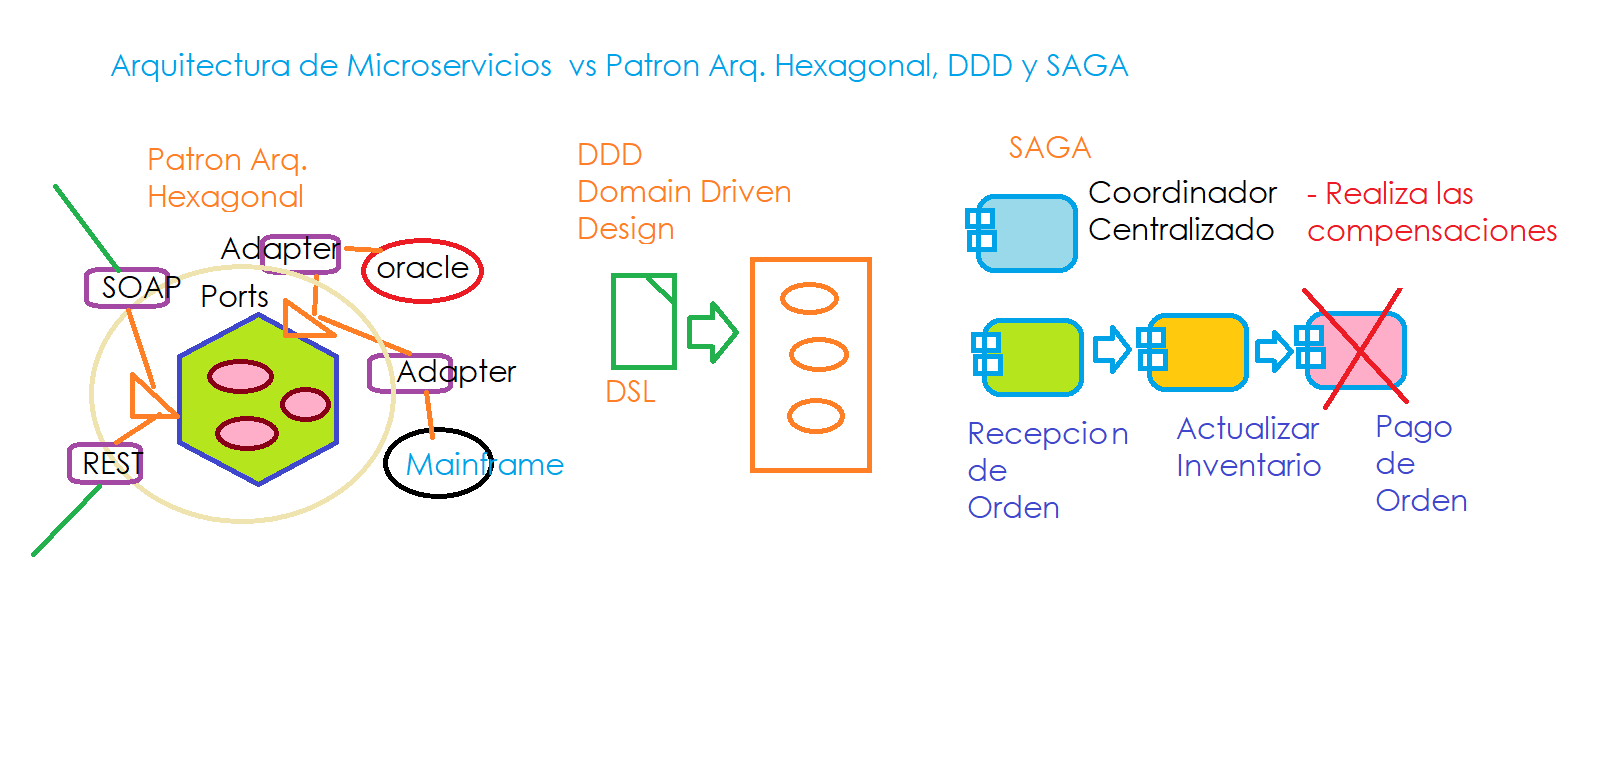 Arquitectura de Microservicios  vs Patron Arq. Hexagonal, DDD y SAGA
Patron Arq.
Hexagonal
Adapter
oracle
SOAP
Ports
Adapter
REST
Mainframe
DDD
Domain Driven
Design
DSL
SAGA
Coordinador
Centralizado
- Realiza las
compensaciones
Recepcion
de
Orden
Actualizar
Inventario
Pago
de
Orden